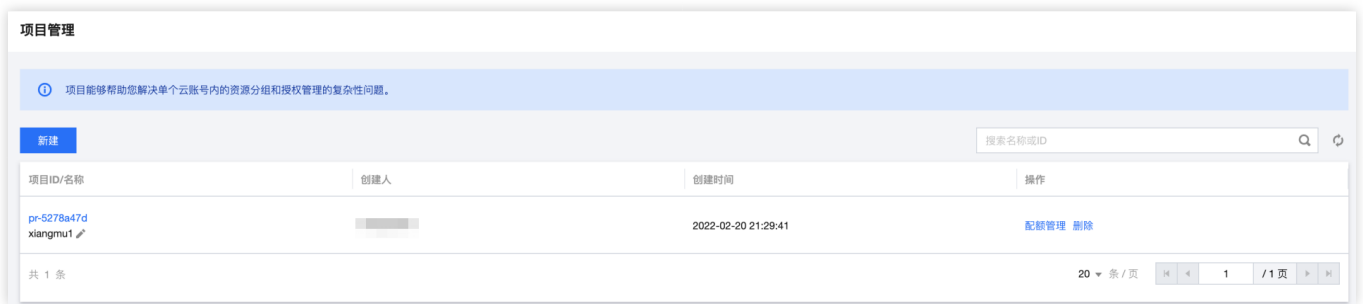 项目管理
项目能够帮助您解决单个云账号内的资源分组和授权管理的复杂性问题。
新建
搜索名称或ID
项目ID/名称 创建人 创建时间 操作
pr-5278a47d
xiangmu1
2022-02-20 21:29:41
配额管理 删除
共 1 条
20 条 / 页 1 / 1 页